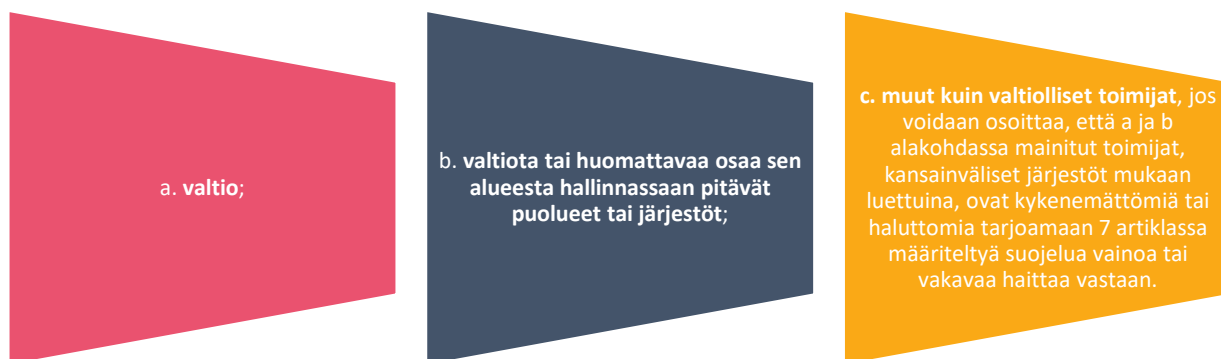 a. valtio;
b. valtiota tai huomattavaa osaa sen
alueesta hallinnassaan pitävät
puolueet tai järjestöt;
c. muut kuin valtiolliset toimijat, jos
voidaan osoittaa, että a ja b
alakohdassa mainitut toimijat,
kansainväliset järjestöt mukaan
luettuina, ovat kykenemättömiä tai
haluttomia tarjoamaan 7 artiklassa
määriteltyä suojelua vainoa tai
vakavaa haittaa vastaan.